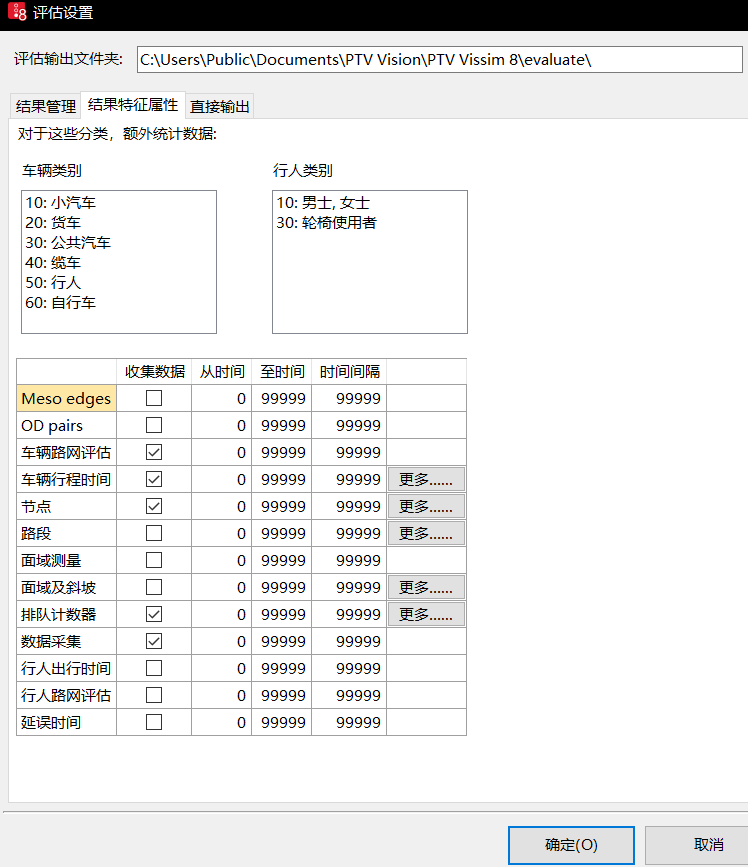 评估设置
评估输出文件夹: C:\Users\Public\Documents\PTV Vision\PTV Vissim 8\evaluate\
结果管理 结果特征属性 直接输出
对于这些分类，额外统计数据:
车辆类别 行人类别
10: 小汽车 10: 男士, 女士
20: 货车 30: 轮椅使用者
30: 公共汽车
40: 缆车
50: 行人
60: 自行车
收集数据 从时间 至时间 时间间隔
Meso edges 0 99999 99999
OD pairs 0 99999 99999
车辆路网评估 0 99999 99999
车辆行程时间 0 99999 99999 更多......
节点 0 99999 99999 更多......
路段 0 99999 99999 更多......
面域测量 0 99999 99999
面域及斜坡 0 99999 99999 更多......
排队计数器 0 99999 99999 更多......
数据采集 0 99999 99999
行人出行时间 0 99999 99999
行人路网评估 0 99999 99999
延误时间 0 99999 99999
确定(O) 取消